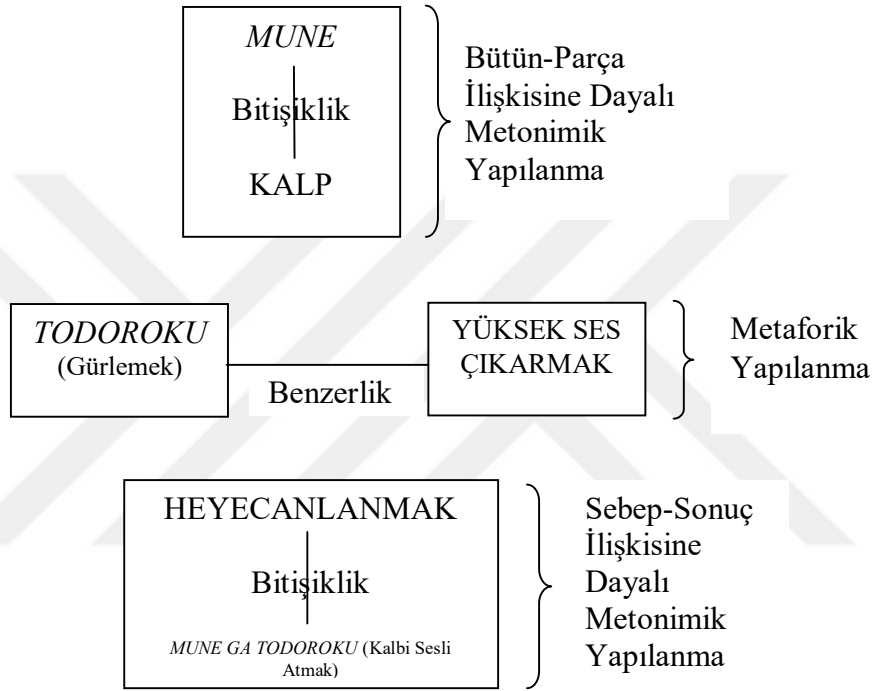 MUNE
Bitişiklik
KALP
Bütün-Parça
İlişkisine Dayalı
Metonimik
Yapılanma
TODOROKU
(Gürlemek)
Benzerlik
YÜKSEK SES
ÇIKARMAK
Metaforik
Yapılanma
HEYECANLANMAK
Bitişiklik
MUNE GA TODOROKU (Kalbi Sesli
Atmak)
Sebep-Sonuç
İlişkisine
Dayalı
Metonimik
Yapılanma